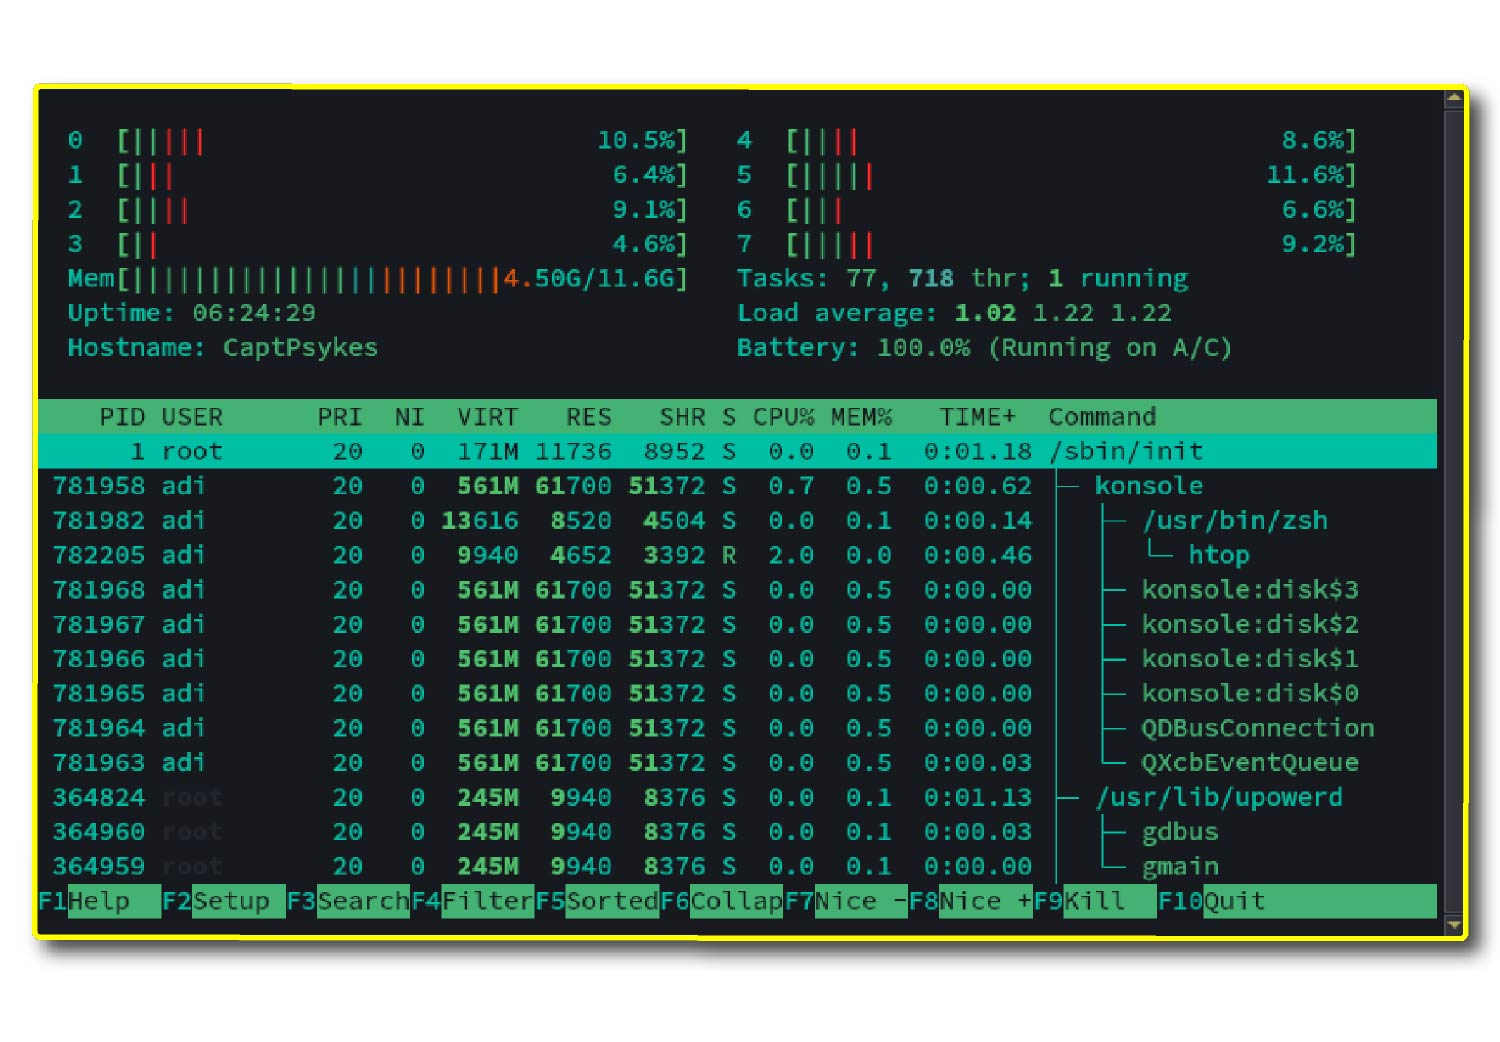 0 [|||||| 10.5%] 4 [|||| 8.6%]
1 [||| 6.4%] 5 [||||| 11.6%]
2 [|||| 9.1%] 6 [||| 6.6%]
3 [|| 4.6%] 7 [||||| 9.2%]
Mem[||||||||||||||||||||||||4.50G/11.6G] Tasks: 77, 718 thr; 1 running
Uptime: 06:24:29 Load average: 1.02 1.22 1.22
Hostname: CaptPsykes Battery: 100.0% (Running on A/C)
PID USER PRI NI VIRT RES SHR S CPU% MEM% TIME+ Command
1 root 20 0 171M 11736 8952 S 0.0 0.1 0:01.18 /sbin/init
781958 adi 20 0 561M 61700 51372 S 0.7 0.5 0:00.62 ├─ konsole
781982 adi 20 0 13616 8520 4504 S 0.0 0.1 0:00.14 │ ├─ /usr/bin/zsh
782205 adi 20 0 9940 4652 3392 R 2.0 0.0 0:00.46 │ │ └─ htop
781968 adi 20 0 561M 61700 51372 S 0.0 0.5 0:00.00 │ ├─ konsole:disk$3
781967 adi 20 0 561M 61700 51372 S 0.0 0.5 0:00.00 │ ├─ konsole:disk$2
781966 adi 20 0 561M 61700 51372 S 0.0 0.5 0:00.00 │ ├─ konsole:disk$1
781965 adi 20 0 561M 61700 51372 S 0.0 0.5 0:00.00 │ ├─ konsole:disk$0
781964 adi 20 0 561M 61700 51372 S 0.0 0.5 0:00.00 │ ├─ QDBusConnection
781963 adi 20 0 561M 61700 51372 S 0.0 0.5 0:00.03 │ └─ QXcbEventQueue
364824 root 20 0 245M 9940 8376 S 0.0 0.1 0:01.13 ├─ /usr/lib/upowerd
364960 root 20 0 245M 9940 8376 S 0.0 0.1 0:00.03 │ ├─ gdbus
364959 root 20 0 245M 9940 8376 S 0.0 0.1 0:00.00 │ └─ gmain
F1Help F2Setup F3SearchF4FilterF5SortedF6CollapF7Nice -F8Nice +F9Kill F10Quit